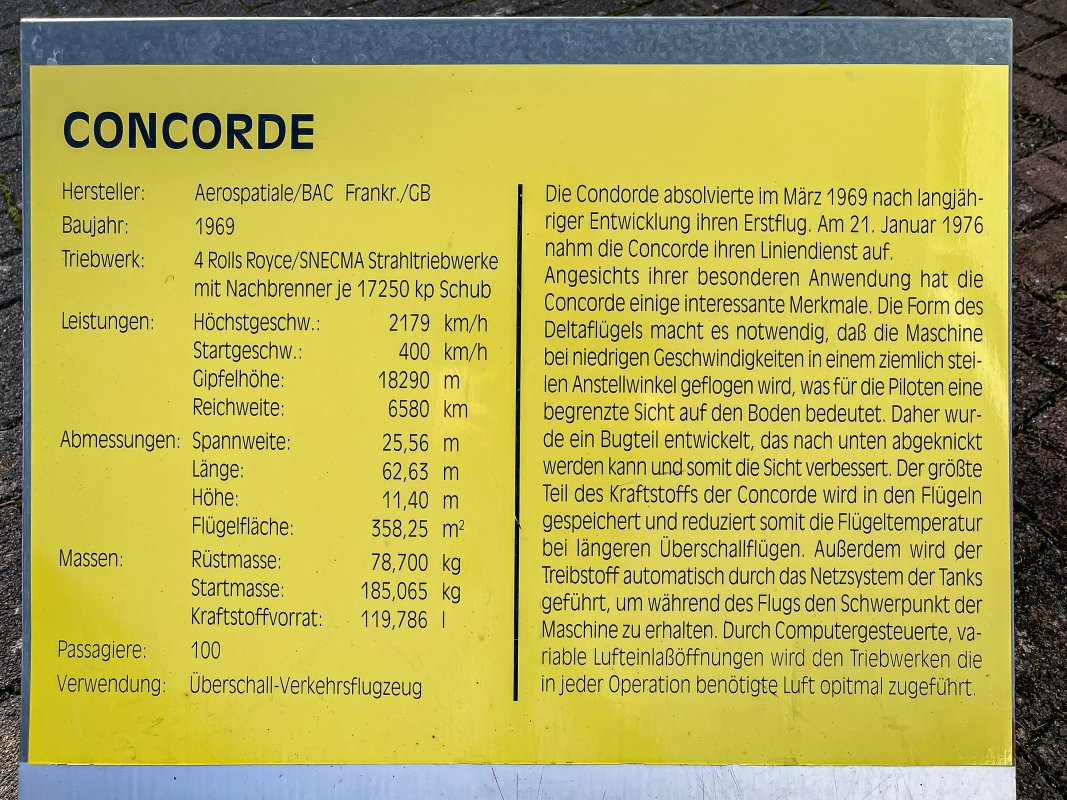 CONCORDE
Hersteller: Aerospatiale/BAC Frankr./GB
Baujahr: 1969
Triebwerk: 4 Rolls Royce/SNECMA Strahltriebwerke
mit Nachbrenner je 17250 kp Schub
Leistungen: Höchstgeschw.: 2179 km/h
Startgeschw.: 400 km/h
Gipfelhöhe: 18290 m
Reichweite: 6580 km
Abmessungen: Spannweite: 25,56 m
Länge: 62,63 m
Höhe: 11,40 m
Flügelfläche: 358,25 m²
Massen: Rüstmasse: 78,700 kg
Startmasse: 185,065 kg
Kraftstoffvorrat: 119,786 l
Passagiere: 100
Verwendung: Überschall-Verkehrsflugzeug
Die Condorde absolvierte im März 1969 nach langjäh-
riger Entwicklung ihren Erstflug. Am 21. Januar 1976
nahm die Concorde ihren Liniendienst auf.
Angesichts ihrer besonderen Anwendung hat die
Concorde einige interessante Merkmale. Die Form des
Deltaflügels macht es notwendig, daß die Maschine
bei niedrigen Geschwindigkeiten in einem ziemlich stei-
len Anstellwinkel geflogen wird, was für die Piloten eine
begrenzte Sicht auf den Boden bedeutet. Daher wur-
de ein Bugteil entwickelt, das nach unten abgeknickt
werden kann und somit die Sicht verbessert. Der größte
Teil des Kraftstoffs der Concorde wird in den Flügeln
gespeichert und reduziert somit die Flügeltemperatur
bei längeren Überschallflügen. Außerdem wird der
Treibstoff automatisch durch das Netzsystem der Tanks
geführt, um während des Flugs den Schwerpunkt der
Maschine zu erhalten. Durch Computergesteuerte, va-
riable Lufteinlaßöffnungen wird den Triebwerken die
in jeder Operation benötigte Luft opitmal zugeführt.